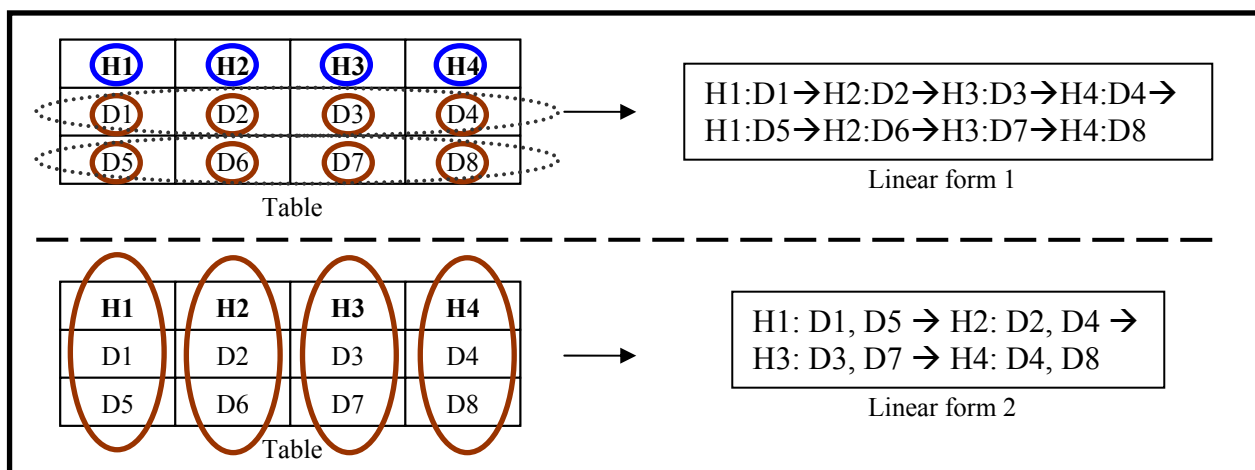 H1 H2 H3 H4
D1 D2 D3 D4
D5 D6 D7 D8
Table
H1:D1→H2:D2→H3:D3→H4:D4→
H1:D5→H2:D6→H3:D7→H4:D8
Linear form 1
H1 H2 H3 H4
D1 D2 D3 D4
D5 D6 D7 D8
Table
H1: D1, D5 → H2: D2, D4 →
H3: D3, D7 → H4: D4, D8
Linear form 2